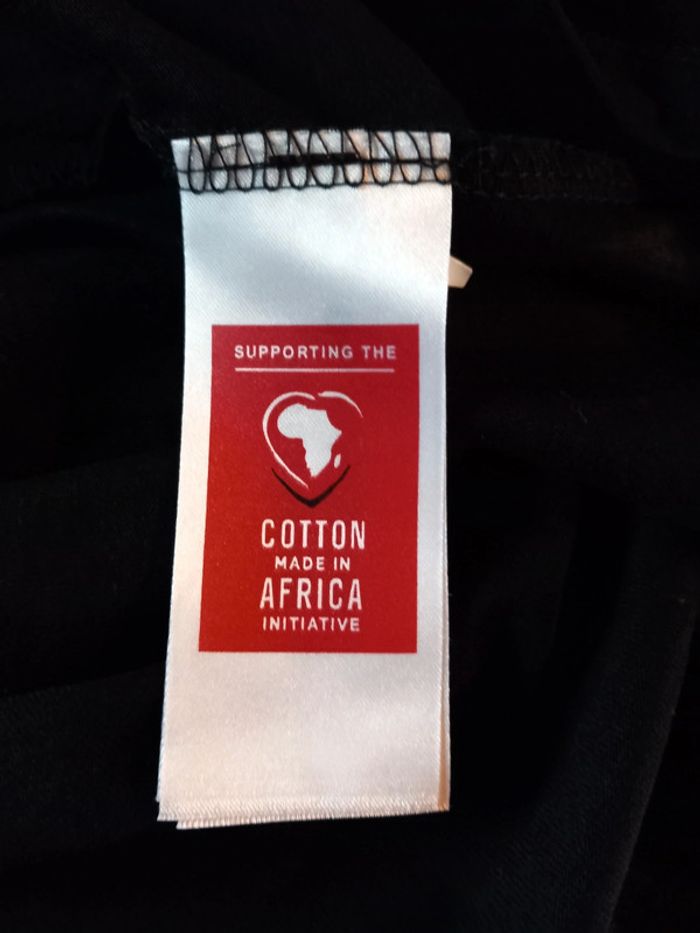 SUPPORTING THE
COTTON
MADE IN
AFRICA
INITIATIVE